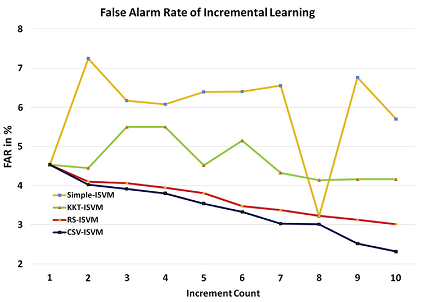 False Alarm Rate of Incremental Learning
8
7
6
5
4
3
2
FAR in %
Simple-ISVM
KKT-ISVM
RS-ISVM
CSV-ISVM
1 2 3 4 5 6 7 8 9 10
Increment Count